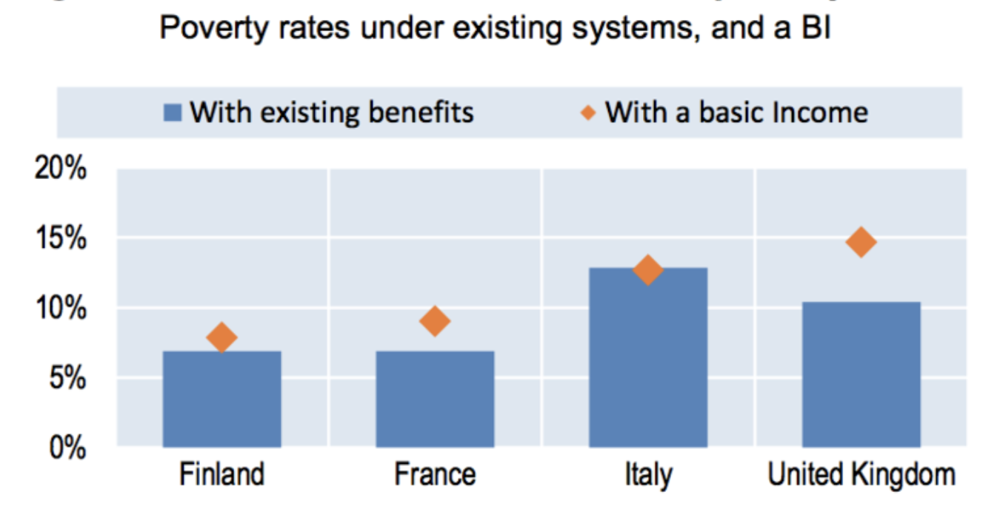 Poverty rates under existing systems, and a BI
With existing benefits
With a basic Income
20%
15%
10%
5%
0%
Finland
France
Italy
United Kingdom